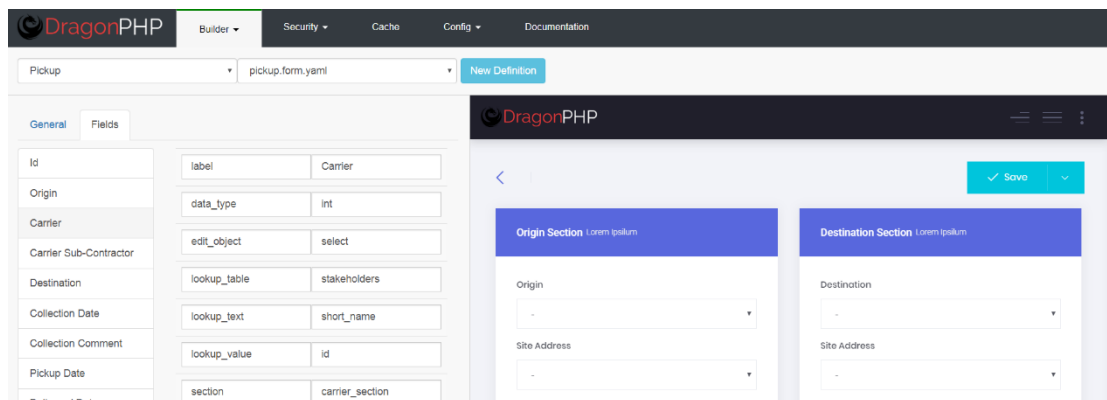 DragonPHP Builder Security Cache Config Documentation
Pickup pickup.form.yaml New Definition
General Fields
Id
Origin
Carrier
Carrier Sub-Contractor
Destination
Collection Date
Collection Comment
Pickup Date
label Carrier
data_type int
edit_object select
lookup_table stakeholders
lookup_text short_name
lookup_value id
section carrier_section
DragonPHP
Save
Origin Section Lorem Ipsilum
Origin
-
Site Address
-
Destination Section Lorem Ipsilum
Destination
-
Site Address
-